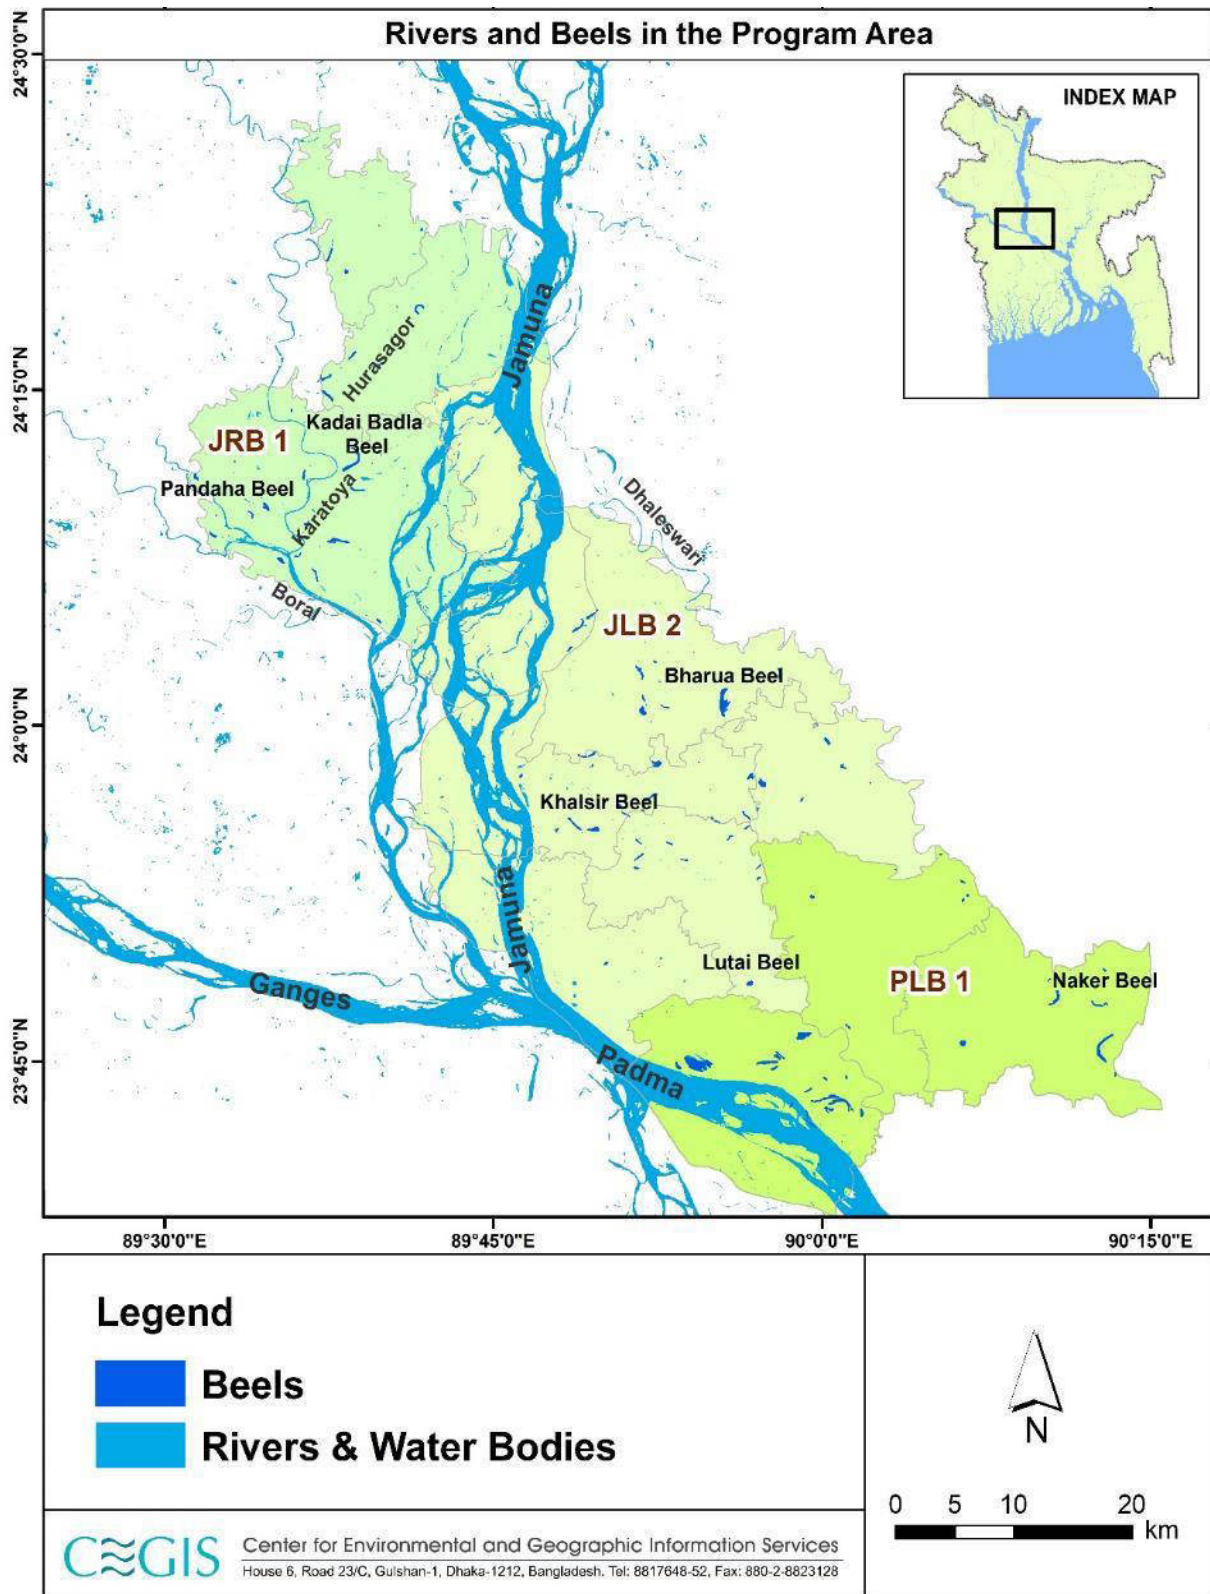 Rivers and Beels in the Program Area
24°30'0"N
24°15'0"N
24°0'0"N
23°45'0"N
INDEX MAP
Jamuna
Hurasagor
Kadai Badla
Beel
JRB 1
Pandaha Beel
Karatoya
Dhaleswari
Boral
JLB 2
Bharua Beel
Khalsir Beel
Jamuna
Lutai Beel
PLB 1
Naker Beel
Ganges
Padma
89°30'0"E
89°45'0"E
90°0'0"E
90°15'0"E
Legend
Beels
Rivers & Water Bodies
N
0 5 10 20
km
CEGIS
Center for Environmental and Geographic Information Services
House 6, Road 23/C, Gulshan-1, Dhaka-1212, Bangladesh. Tel: 8817648-52, Fax: 880-2-8823128